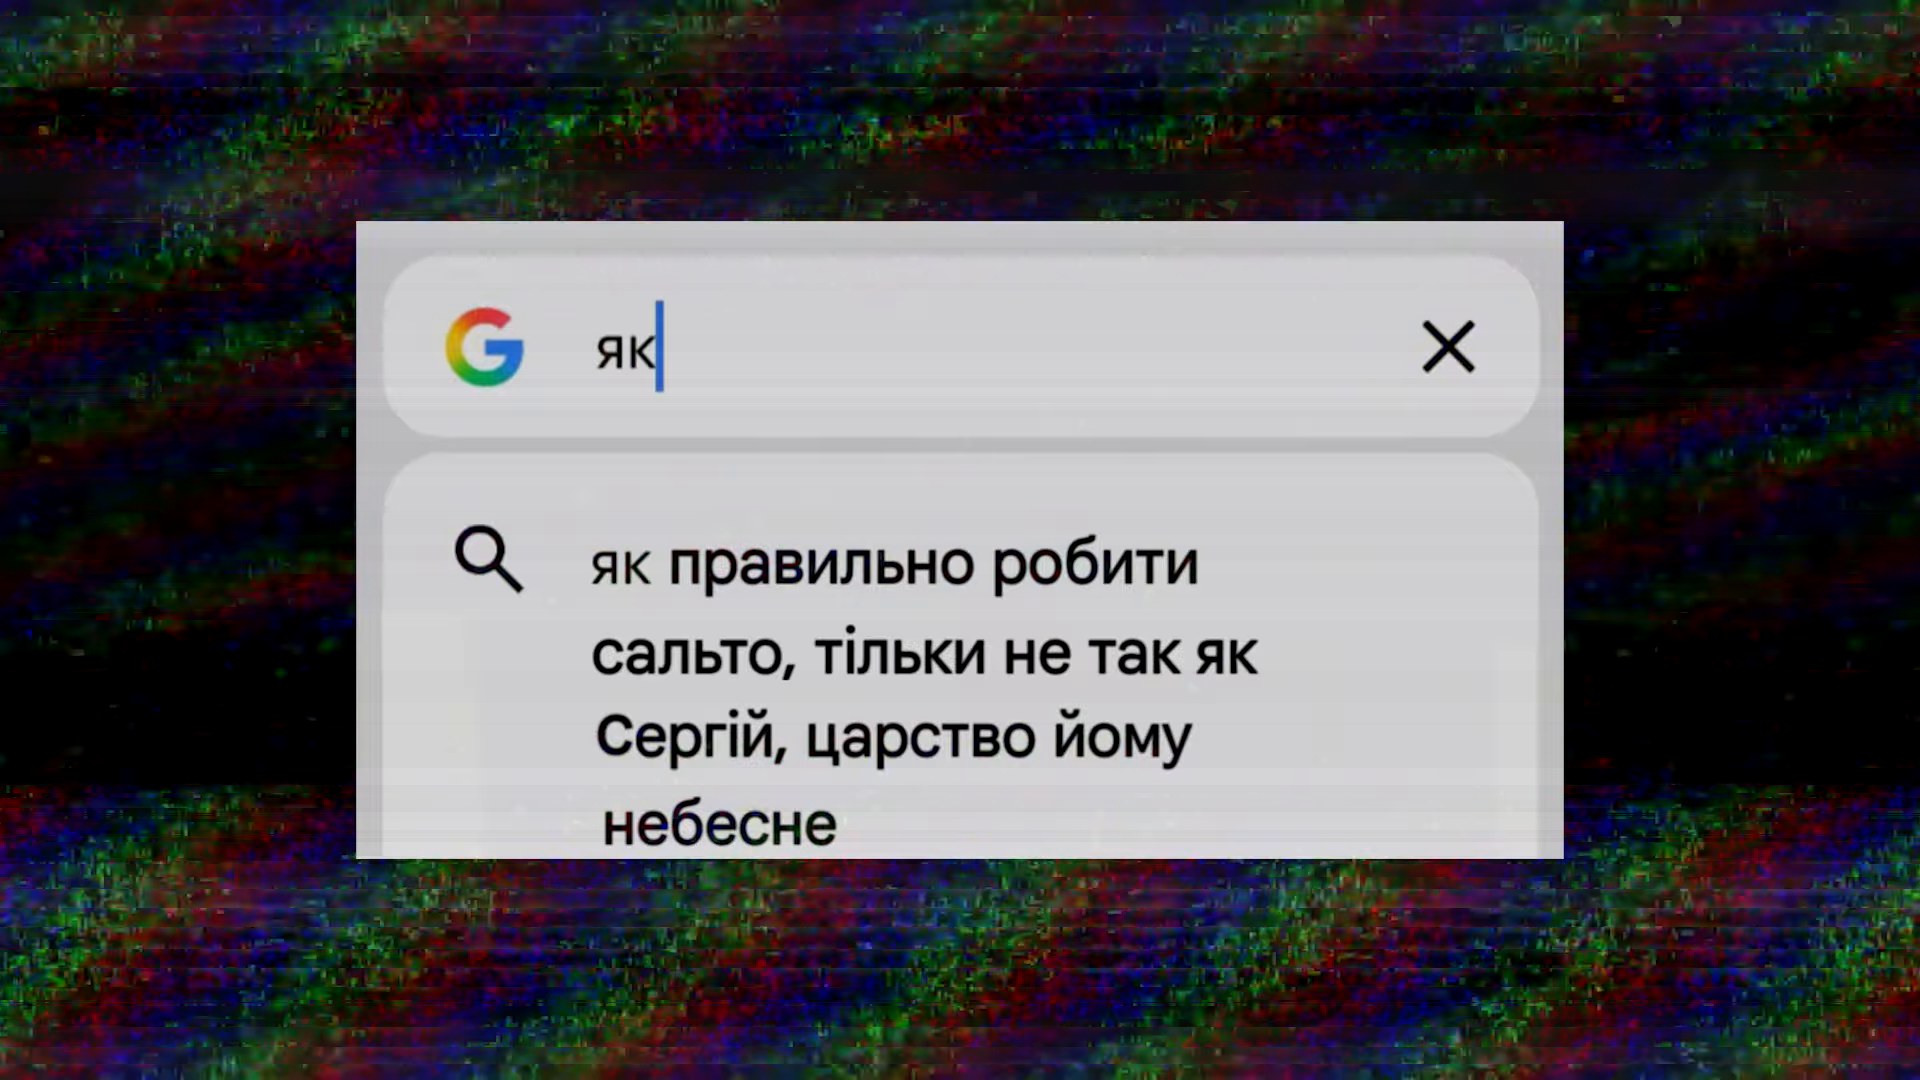 як
як правильно робити
сальто, тільки не так як
Сергій, царство йому
небесне